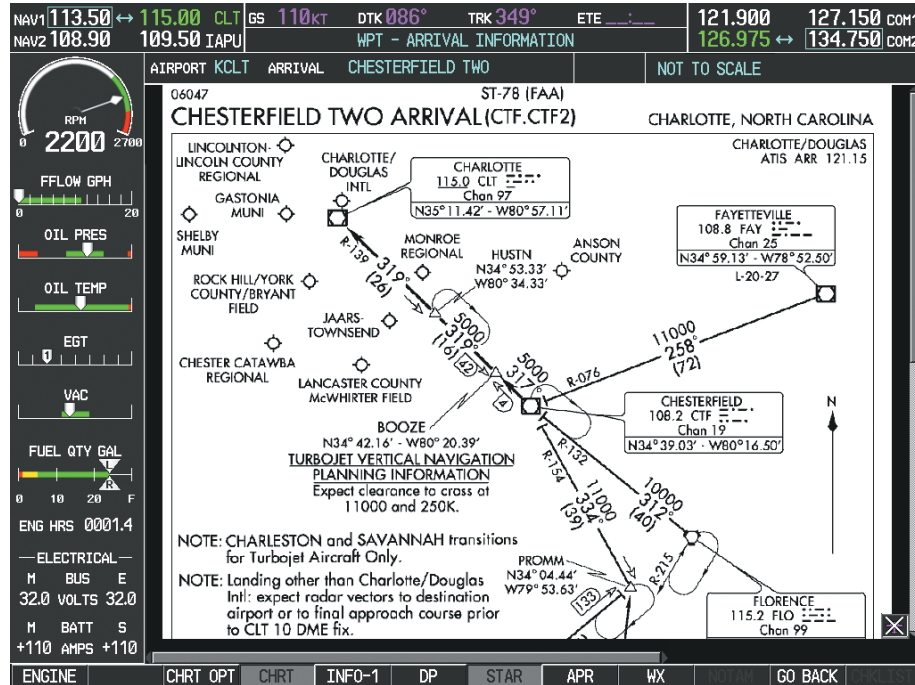 NAV1 113.50 ↔ 115.00 CLT
NAV2 108.90 109.50 IAPU
GS 110KT DTK 086° TRK 349° ETE __:__
WPT - ARRIVAL INFORMATION
121.900 127.150 COM1
126.975 ↔ 134.750 COM2
AIRPORT KCLT ARRIVAL CHESTERFIELD TWO NOT TO SCALE
RPM
2200
0 2700
FFLOW GPH
0 20
OIL PRES
OIL TEMP
EGT
1
VAC
FUEL QTY GAL
L
R
0 10 20 F
ENG HRS 0001.4
ELECTRICAL
M BUS E
32.0 VOLTS 32.0
M BATT S
+110 AMPS +110
06047
ST-78 (FAA)
CHESTERFIELD TWO ARRIVAL (CTF.CTF2)
CHARLOTTE, NORTH CAROLINA
CHARLOTTE/DOUGLAS
ATIS ARR 121.15
LINCOLNTON-
LINCOLN COUNTY
REGIONAL
CHARLOTTE/
DOUGLAS
INTL
CHARLOTTE
115.0 CLT
Chan 97
N35°11.42' - W80°57.11'
GASTONIA
MUNI
SHELBY
MUNI
MONROE
REGIONAL
HUSTN
N34°53.33'
W80°34.33'
ANSON
COUNTY
FAYETTEVILLE
108.8 FAY
Chan 25
N34°59.13' - W78°52.50'
L-20-27
R-139
319°
(26)
ROCK HILL/YORK
COUNTY/BRYANT
FIELD
JAARS-
TOWNSEND
CHESTER CATAWBA
REGIONAL
LANCASTER COUNTY
McWHIRTER FIELD
5000
319°
(16)
42
5000
317°
4
11000
258°
(72)
R-076
CHESTERFIELD
108.2 CTF
Chan 19
N34°39.03' - W80°16.50'
N
BOOZE
N34°42.16' - W80°20.39'
TURBOJET VERTICAL NAVIGATION
PLANNING INFORMATION
Expect clearance to cross at
11000 and 250K.
R-132
R-154
11000
334°
(39)
10000
312°
(40)
NOTE: CHARLESTON and SAVANNAH transitions
for Turbojet Aircraft Only.
NOTE: Landing other than Charlotte/Douglas
Intl: expect radar vectors to destination
airport or to final approach course prior
to CLT 10 DME fix.
PROMM
N34°04.44'
W79°53.63'
133
R-215
FLORENCE
115.2 FLO
Chan 99
ENGINE CHRT OPT CHRT INFO-1 DP STAR APR WX NOTAM GO BACK CHKLIST